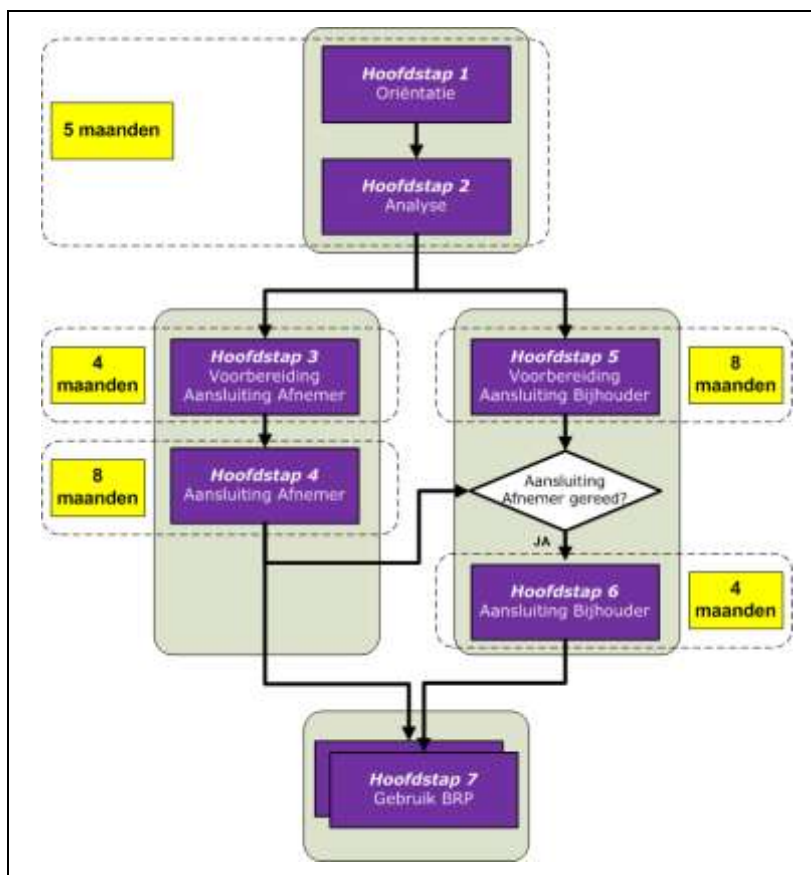 Hoofdstap 1
Oriëntatie
5 maanden
Hoofdstap 2
Analyse
4
maanden
Hoofdstap 3
Voorbereiding
Aansluiting Afnemer
Hoofdstap 5
Voorbereiding
Aansluiting Bijhouder
8
maanden
8
maanden
Hoofdstap 4
Aansluiting Afnemer
Aansluiting
Afnemer gereed?
JA
Hoofdstap 6
Aansluiting Bijhouder
4
maanden
Hoofdstap 7
Gebruik BRP